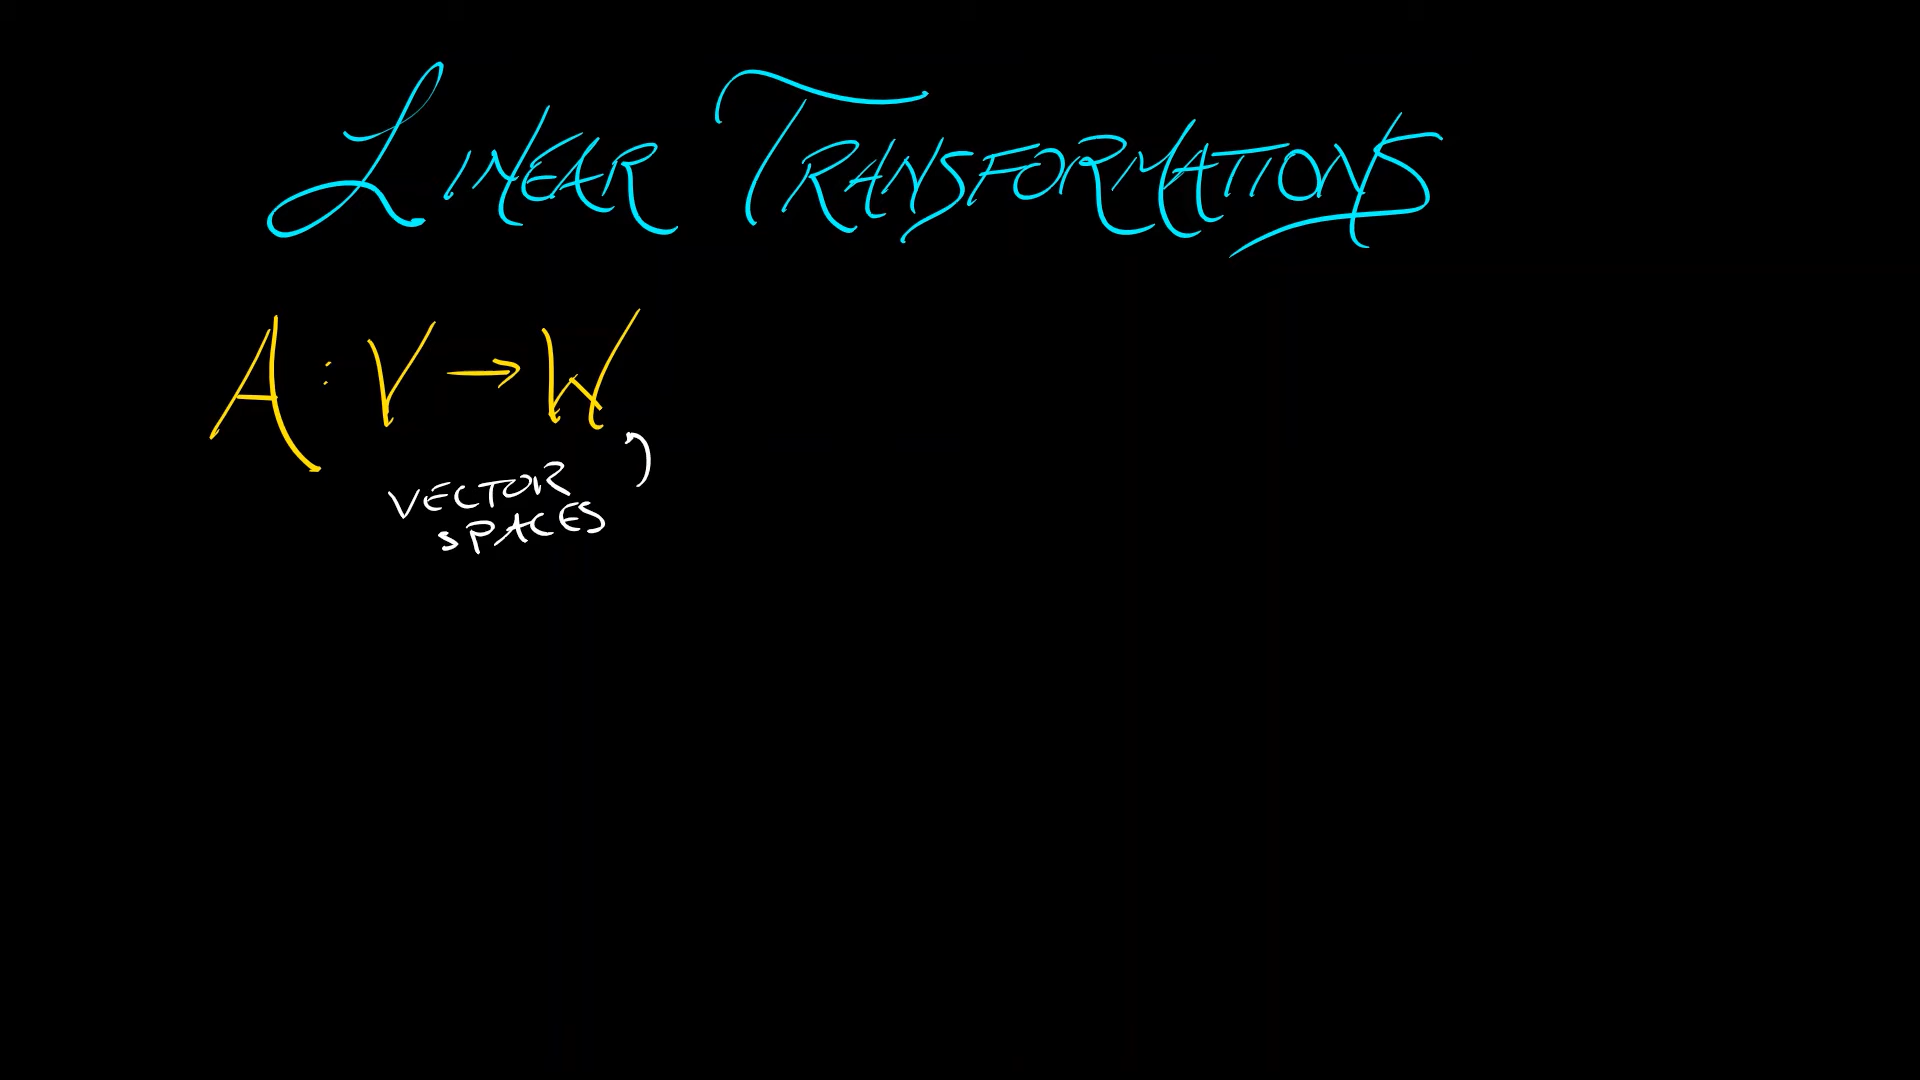 LINEAR TRANSFORMATIONS
A : V → W
VECTOR )
SPACES